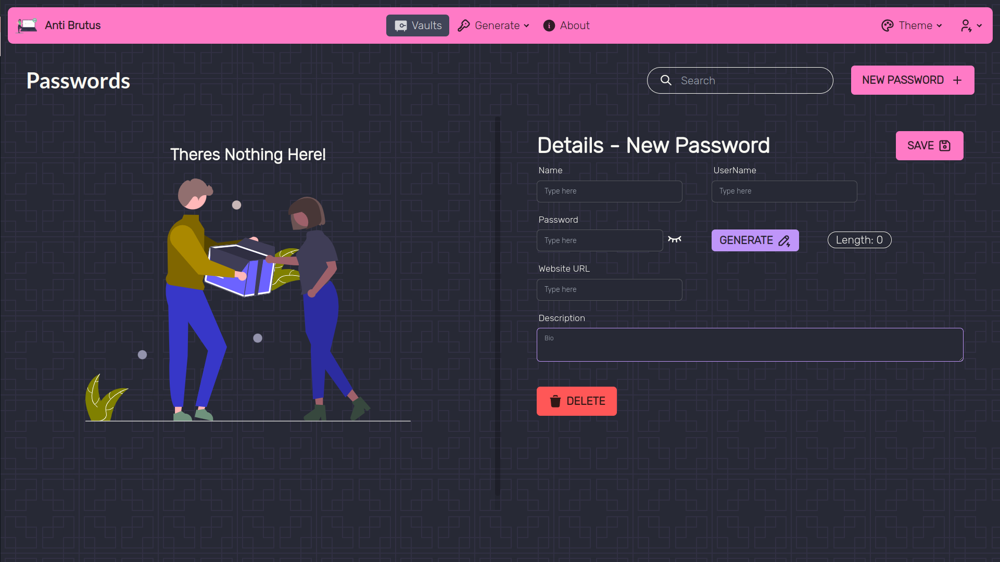 Anti Brutus
Vaults
Generate
About
Theme
Passwords
Search
NEW PASSWORD
Theres Nothing Here!
Details - New Password
SAVE
Name
UserName
Type here
Type here
Password
Type here
GENERATE
Length: 0
Website URL
Type here
Description
Bio
DELETE